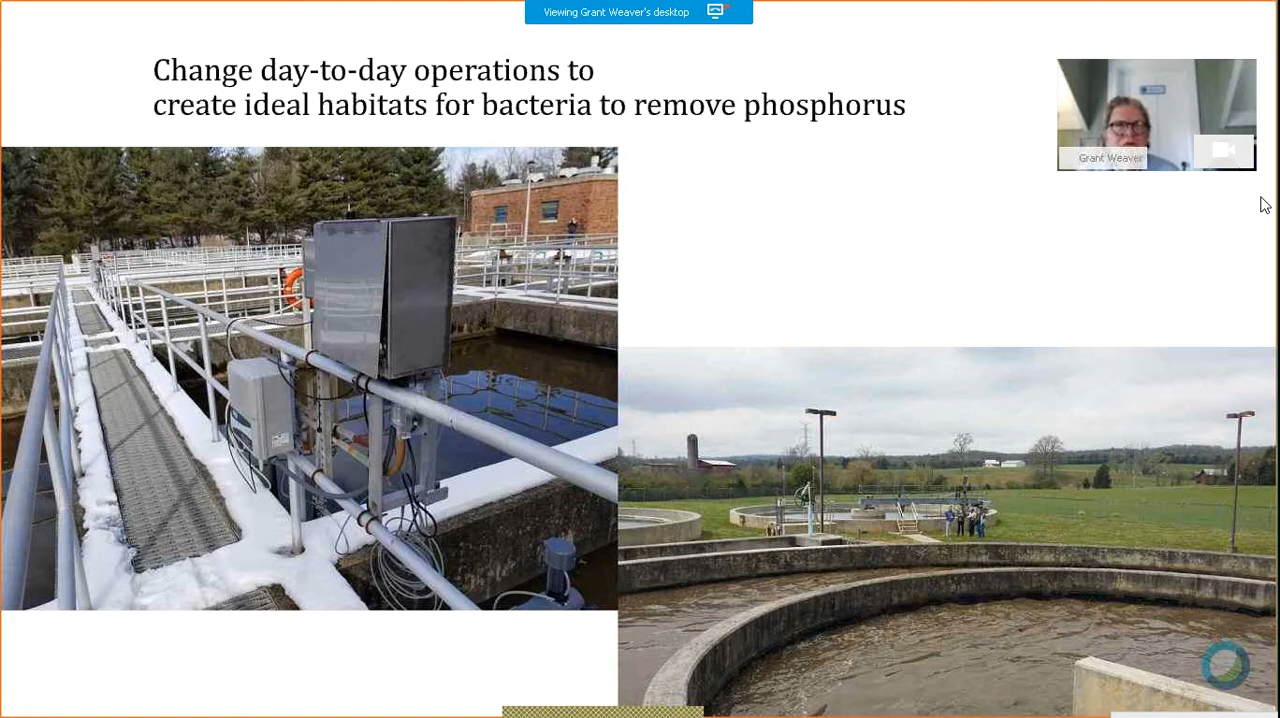 Viewing Grant Weaver's desktop
Change day-to-day operations to
create ideal habitats for bacteria to remove phosphorus
Grant Weaver